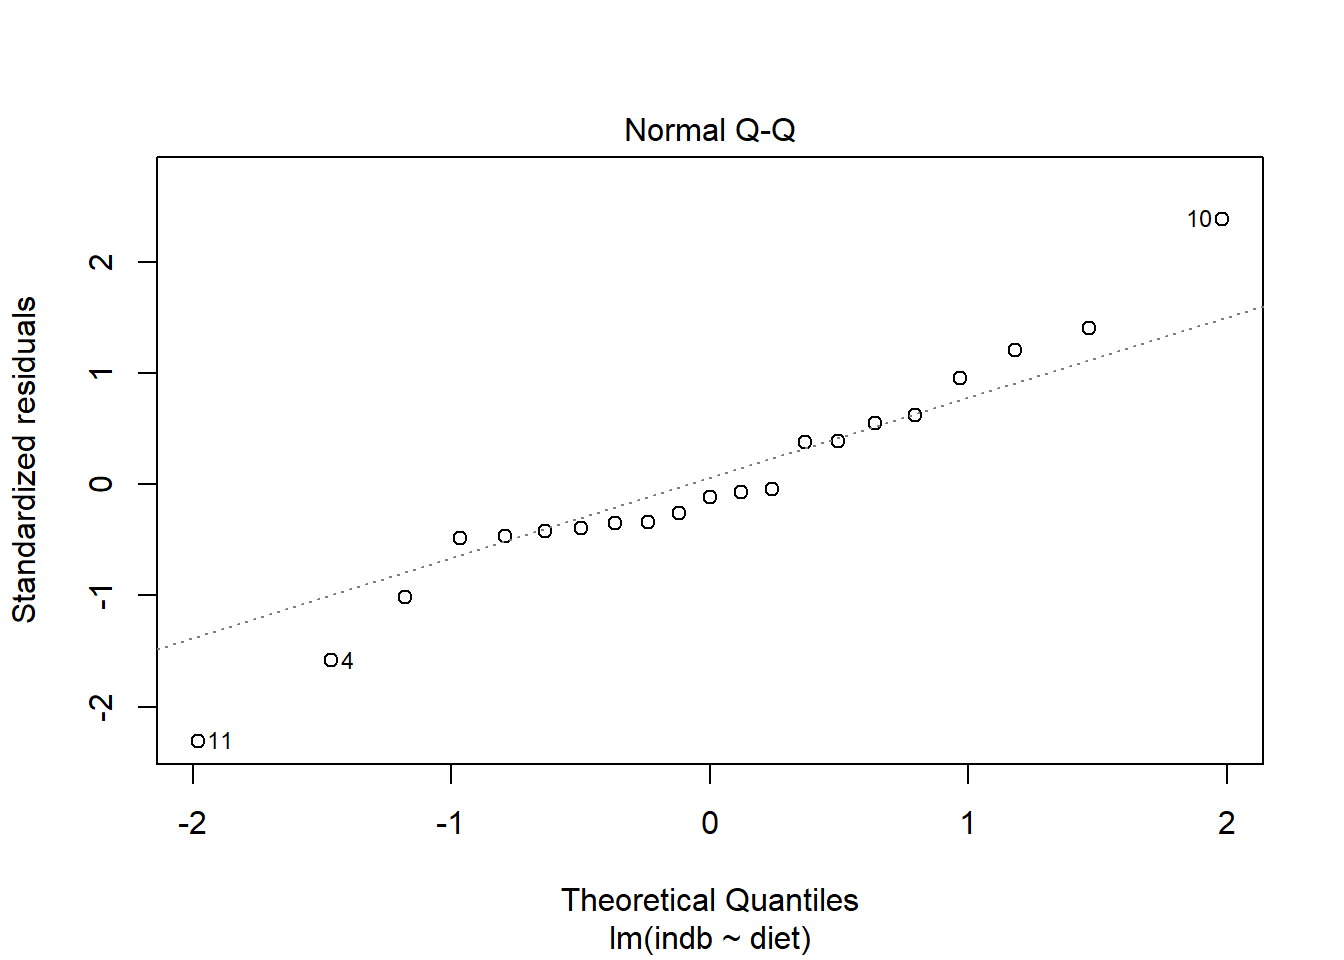 Normal Q-Q
Standardized residuals
2
1
0
-1
-2
10
4
11
-2 -1 0 1 2
Theoretical Quantiles
lm(indb ~ diet)